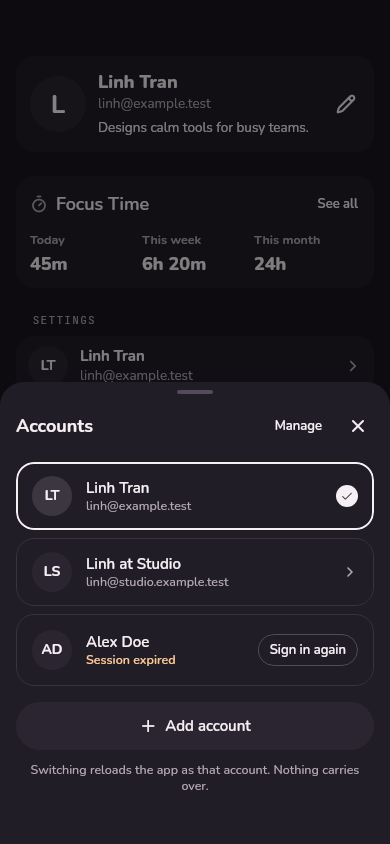 L
Linh Tran
linh@example.test
Designs calm tools for busy teams.
Focus Time
See all
Today
This week
This month
45m
6h 20m
24h
SETTINGS
LT
Linh Tran
linh@example.test
Accounts
Manage
LT
Linh Tran
linh@example.test
LS
Linh at Studio
linh@studio.example.test
AD
Alex Doe
Session expired
Sign in again
Add account
Switching reloads the app as that account. Nothing carries
over.